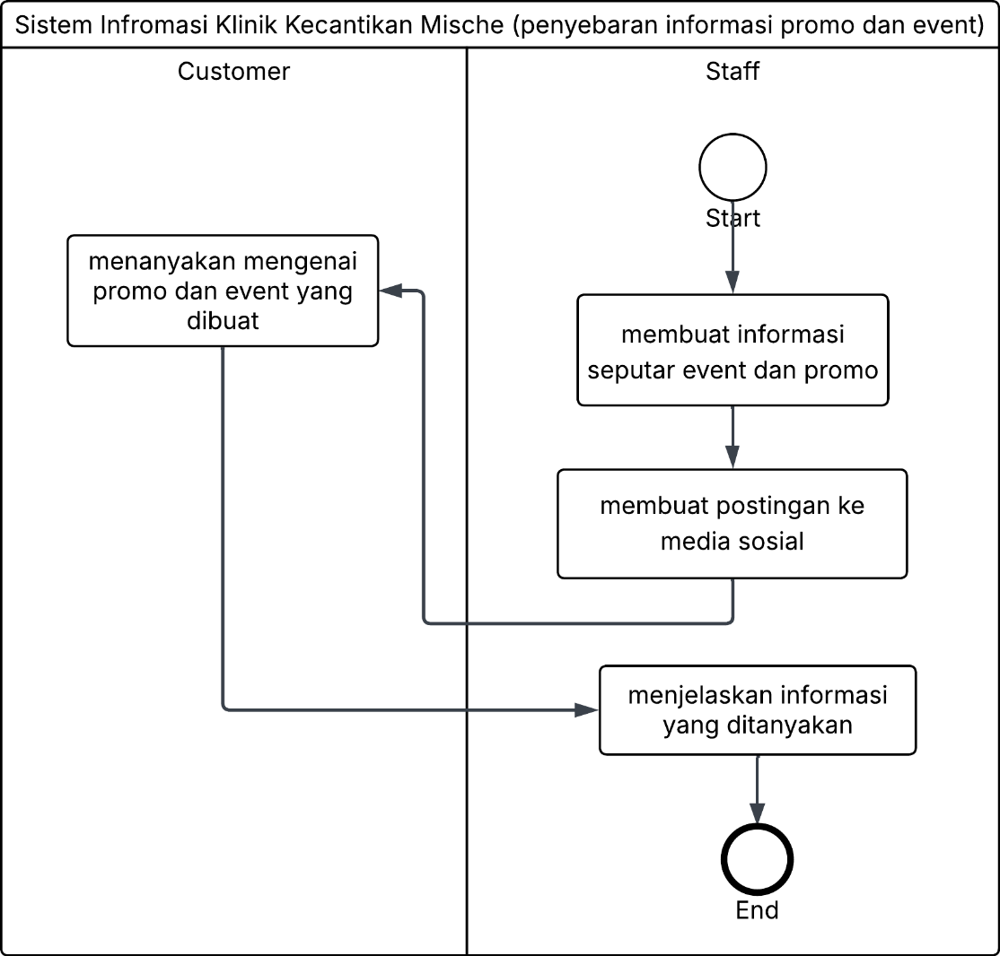 Sistem Infromasi Klinik Kecantikan Mische (penyebaran informasi promo dan event)
Customer
Staff
Start
menanyakan mengenai
promo dan event yang
dibuat
membuat informasi
seputar event dan promo
membuat postingan ke
media sosial
menjelaskan informasi
yang ditanyakan
End